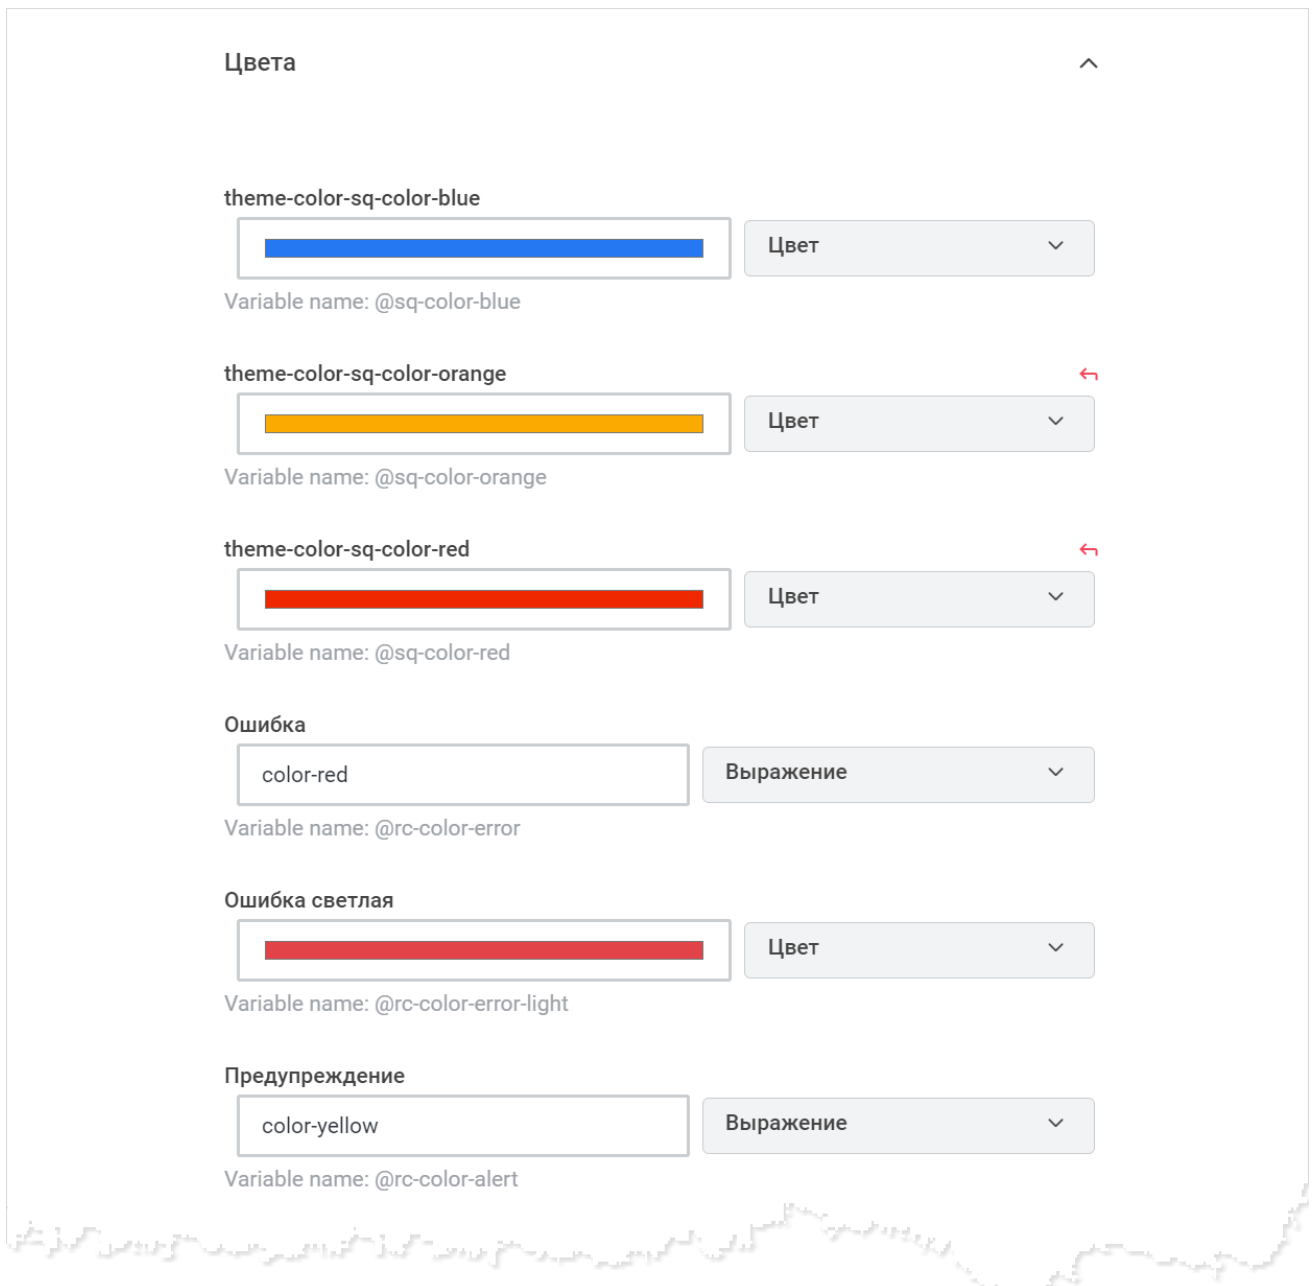 Цвета
theme-color-sq-color-blue
Цвет
Variable name: @sq-color-blue
theme-color-sq-color-orange
Цвет
Variable name: @sq-color-orange
theme-color-sq-color-red
Цвет
Variable name: @sq-color-red
Ошибка
color-red Выражение
Variable name: @rc-color-error
Ошибка светлая
Цвет
Variable name: @rc-color-error-light
Предупреждение
color-yellow Выражение
Variable name: @rc-color-alert